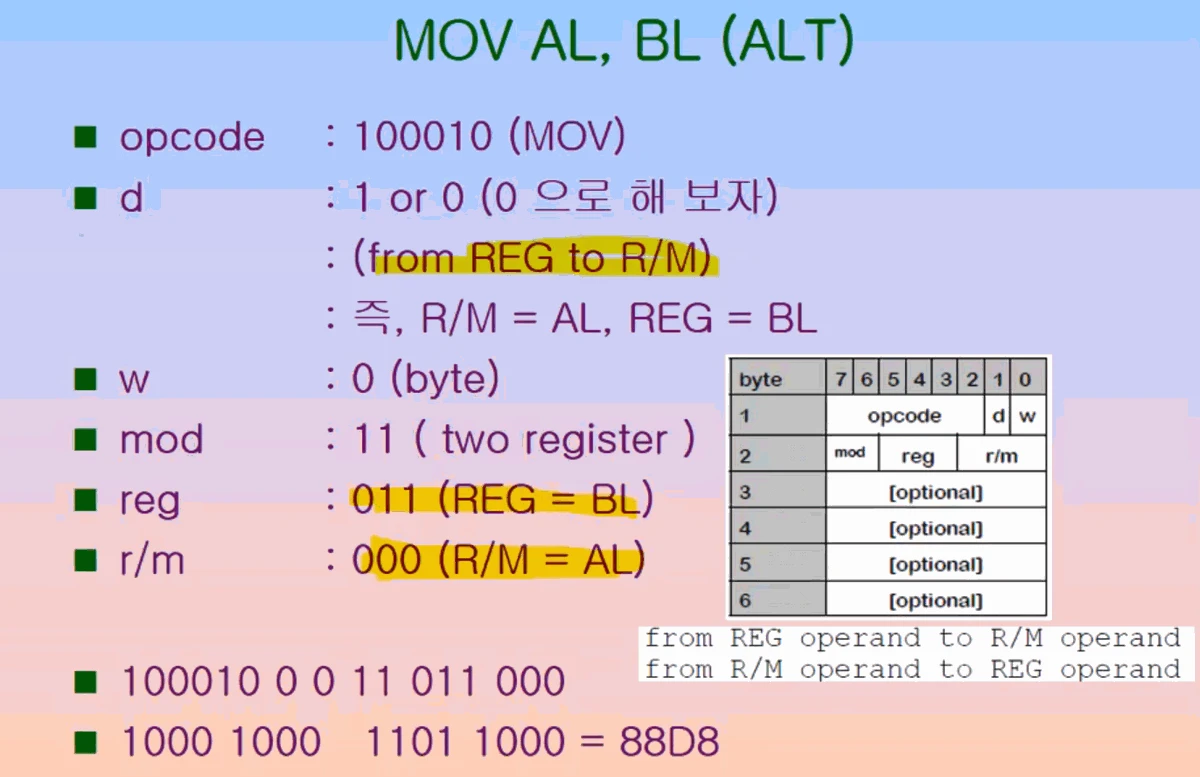 MOV AL, BL (ALT)
■ opcode : 100010 (MOV)
■ d : 1 or 0 (0 으로 해 보자)
: (from REG to R/M)
: 즉, R/M = AL, REG = BL
■ w : 0 (byte)
■ mod : 11 ( two register )
■ reg : 011 (REG = BL)
■ r/m : 000 (R/M = AL)
byte 7 6 5 4 3 2 1 0
1 opcode d w
2 mod reg r/m
3 [optional]
4 [optional]
5 [optional]
6 [optional]
from REG operand to R/M operand
from R/M operand to REG operand
■ 100010 0 0 11 011 000
■ 1000 1000 1101 1000 = 88D8